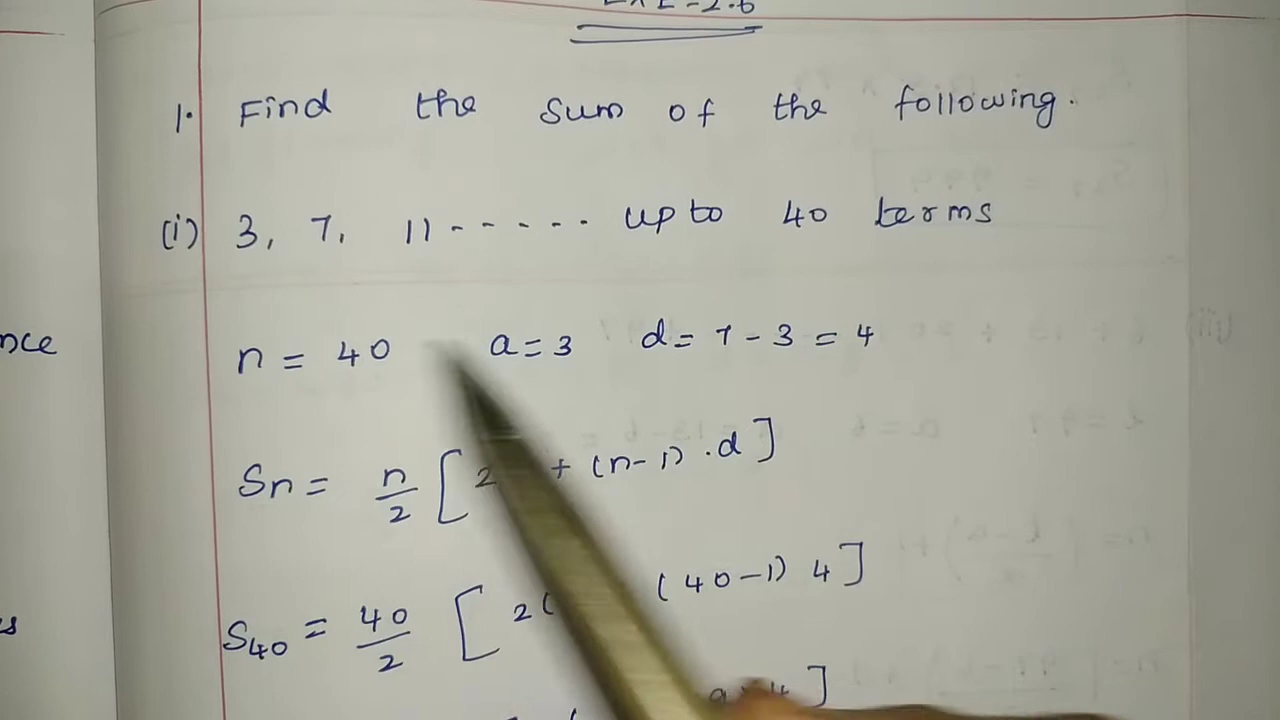 1. Find the sum of the following.
(i) 3, 7, 11 - - - - - . up to 40 terms
n = 40 a = 3 d = 7 - 3 = 4
Sn = n/2 [ 2 + (n-1) . d ]
S40 = 40/2 [ 2( (40-1) 4 ]
nce